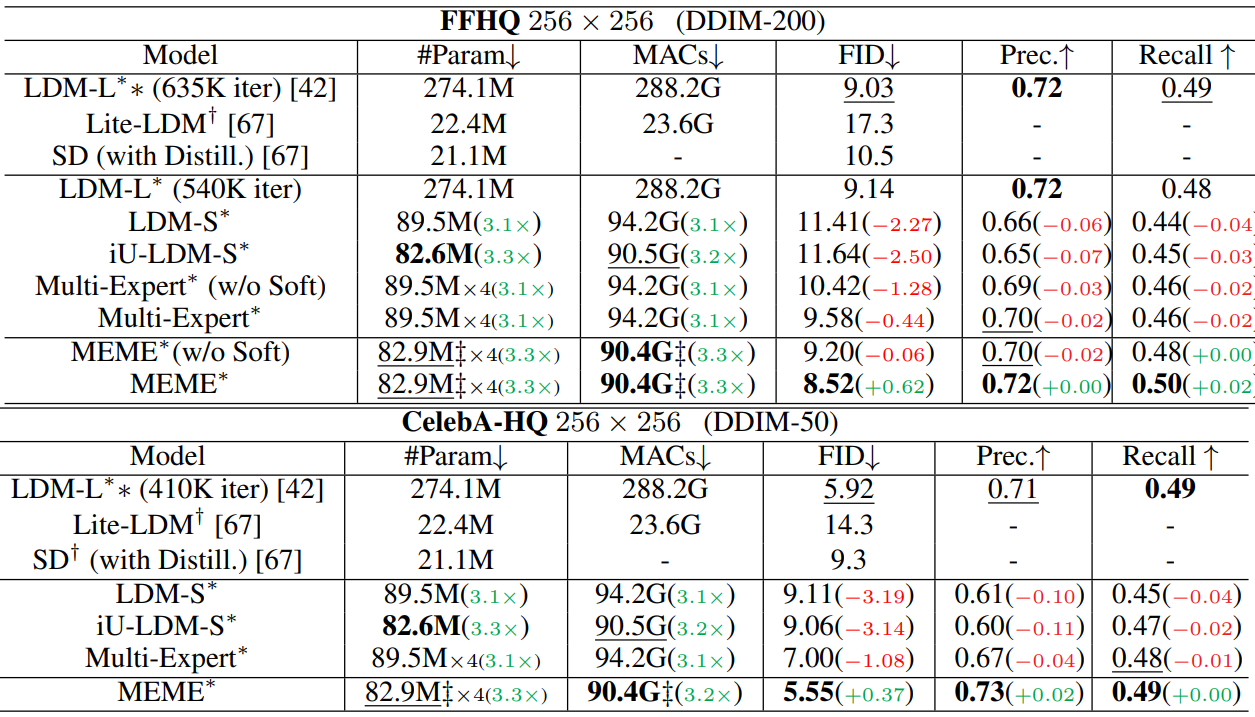 FFHQ 256 × 256 (DDIM-200)
Model #Param↓ MACs↓ FID↓ Prec.↑ Recall ↑
LDM-L*∗ (635K iter) [42] 274.1M 288.2G 9.03 0.72 0.49
Lite-LDM† [67] 22.4M 23.6G 17.3 - -
SD (with Distill.) [67] 21.1M - 10.5 - -
LDM-L* (540K iter) 274.1M 288.2G 9.14 0.72 0.48
LDM-S* 89.5M(3.1×) 94.2G(3.1×) 11.41(−2.27) 0.66(−0.06) 0.44(−0.04)
iU-LDM-S* 82.6M(3.3×) 90.5G(3.2×) 11.64(−2.50) 0.65(−0.07) 0.45(−0.03)
Multi-Expert* (w/o Soft) 89.5M×4(3.1×) 94.2G(3.1×) 10.42(−1.28) 0.69(−0.03) 0.46(−0.02)
Multi-Expert* 89.5M×4(3.1×) 94.2G(3.1×) 9.58(−0.44) 0.70(−0.02) 0.46(−0.02)
MEME*(w/o Soft) 82.9M‡×4(3.3×) 90.4G‡(3.3×) 9.20(−0.06) 0.70(−0.02) 0.48(+0.00)
MEME* 82.9M‡×4(3.3×) 90.4G‡(3.3×) 8.52(+0.62) 0.72(+0.00) 0.50(+0.02)
CelebA-HQ 256 × 256 (DDIM-50)
Model #Param↓ MACs↓ FID↓ Prec.↑ Recall ↑
LDM-L*∗ (410K iter) [42] 274.1M 288.2G 5.92 0.71 0.49
Lite-LDM† [67] 22.4M 23.6G 14.3 - -
SD† (with Distill.) [67] 21.1M - 9.3 - -
LDM-S* 89.5M(3.1×) 94.2G(3.1×) 9.11(−3.19) 0.61(−0.10) 0.45(−0.04)
iU-LDM-S* 82.6M(3.3×) 90.5G(3.2×) 9.06(−3.14) 0.60(−0.11) 0.47(−0.02)
Multi-Expert* 89.5M×4(3.1×) 94.2G(3.1×) 7.00(−1.08) 0.67(−0.04) 0.48(−0.01)
MEME* 82.9M‡×4(3.3×) 90.4G‡(3.2×) 5.55(+0.37) 0.73(+0.02) 0.49(+0.00)